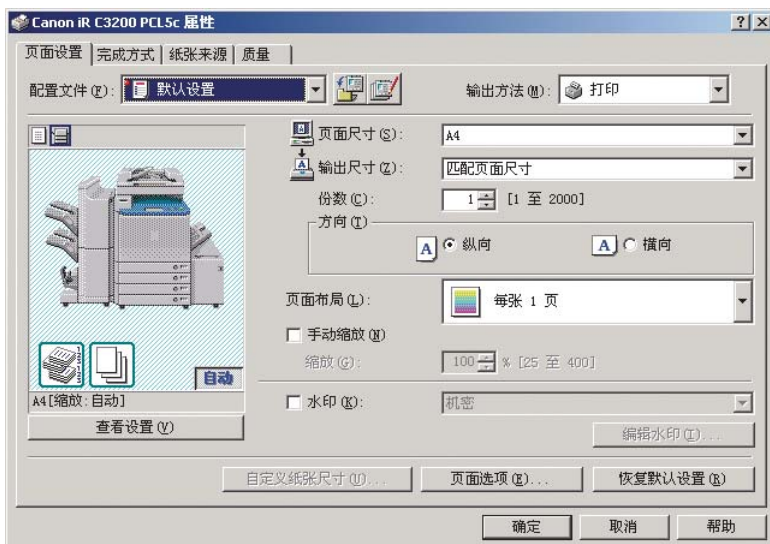 Canon iR C3200 PCL5c 属性
页面设置 完成方式 纸张来源 质量
配置文件(F): 默认设置 输出方法(M): 打印
页面尺寸(S): A4
输出尺寸(Z): 匹配页面尺寸
份数(C): 1 [1 至 2000]
方向(T)
A 纵向 A 横向
页面布局(L): 每张 1 页
手动缩放(N)
缩放(G): 100 % [25 至 400]
自动
A4[缩放:自动]
水印(K): 机密
查看设置(V)
编辑水印(I)...
自定义纸张尺寸(U)... 页面选项(E)... 恢复默认设置(R)
确定 取消 帮助